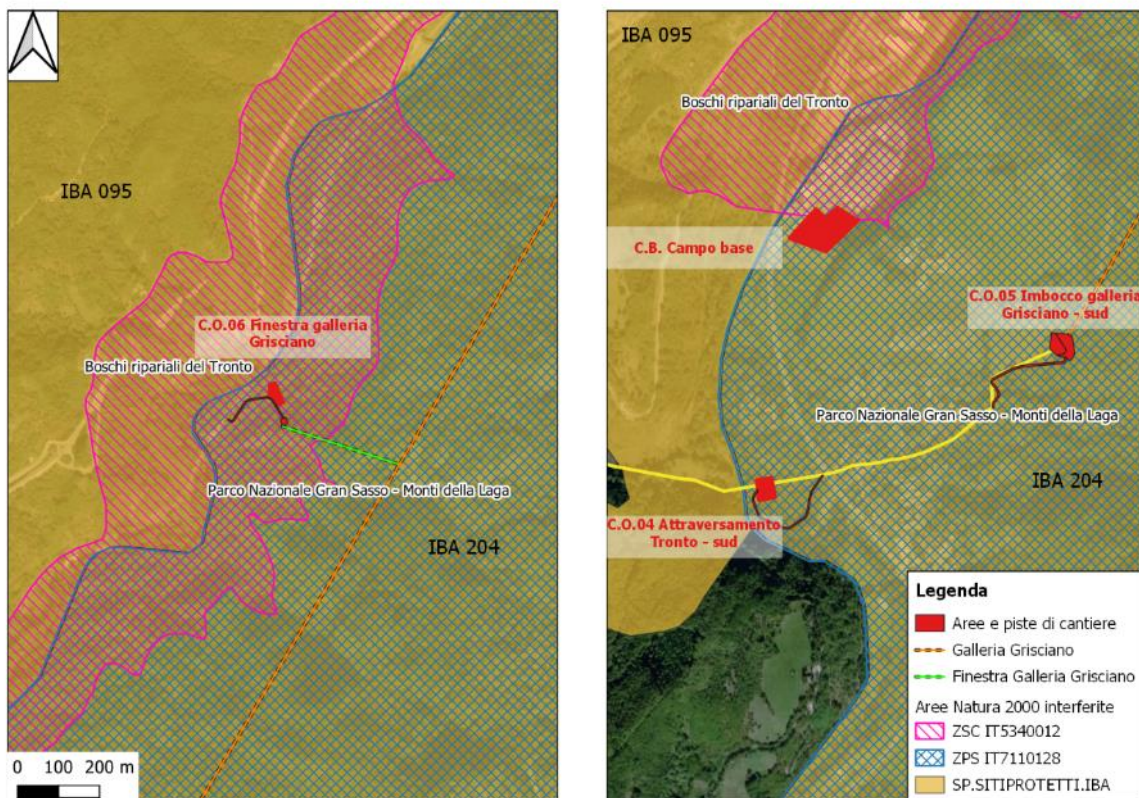 IBA 095
C.O.06 Finestra galleria
Grisciano
Boschi ripariali del Tronto
Parco Nazionale Gran Sasso - Monti della Laga
IBA 204
0 100 200 m
IBA 095
Boschi ripariali del Tronto
C.B. Campo base
C.O.05 Imbocco galleria
Grisciano - sud
Parco Nazionale Gran Sasso - Monti della Laga
IBA 204
C.O.04 Attraversamento
Tronto - sud
Legenda
Aree e piste di cantiere
Galleria Grisciano
Finestra Galleria Grisciano
Aree Natura 2000 interferite
ZSC IT5340012
ZPS IT7110128
SP.SITIPROTETTI.IBA